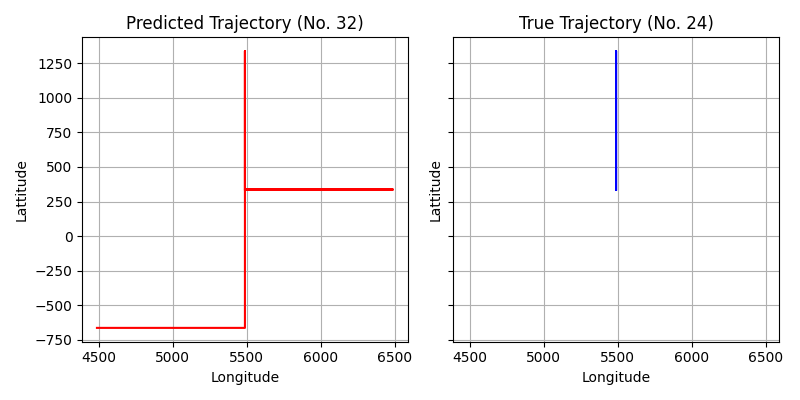 Predicted Trajectory (No. 32)
True Trajectory (No. 24)
Lattitude
1250
1000
750
500
250
0
−250
−500
−750
4500 5000 5500 6000 6500
Longitude
Lattitude
4500 5000 5500 6000 6500
Longitude